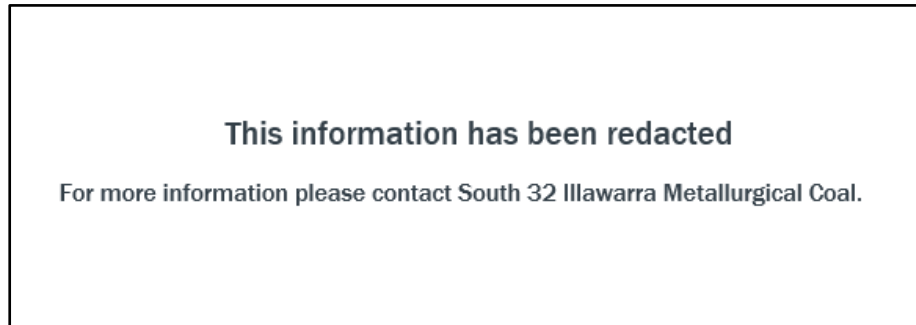 This information has been redacted
For more information please contact South 32 Illawarra Metallurgical Coal.